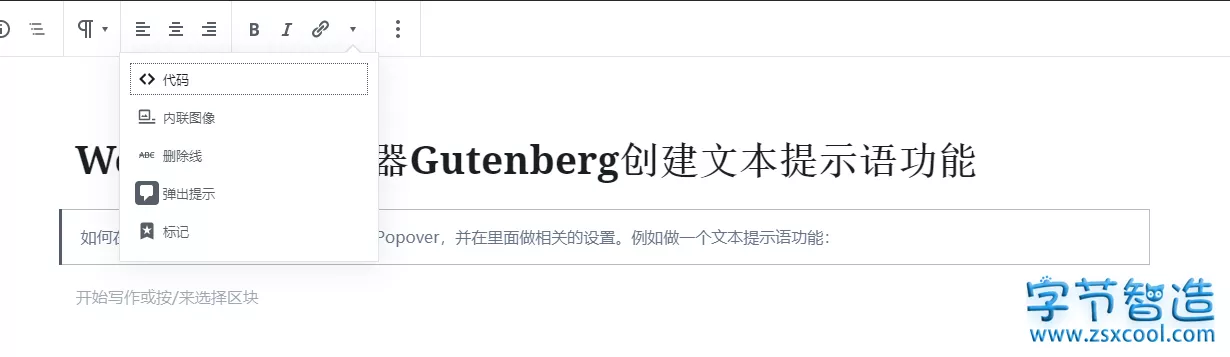 B I
代码
内联图像
ABC 删除线
弹出提示
标记
器Gutenberg创建文本提示语功能
如何在 Popover，并在里面做相关的设置。例如做一个文本提示语功能：
开始写作或按/来选择区块
字节智造
www.zsxcool.com